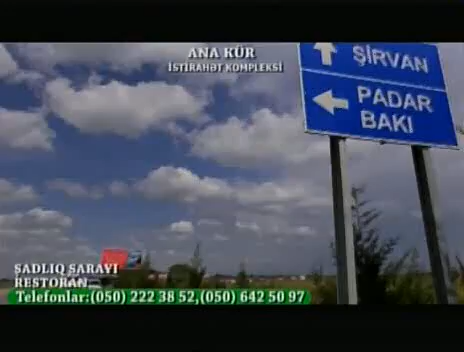 ANA KÜR
İSTİRAHƏT KOMPLEKSİ
ŞİRVAN
PADAR
BAKI
ŞADLIQ SARAYI
RESTORAN
Telefonlar:(050) 222 38 52,(050) 642 50 97